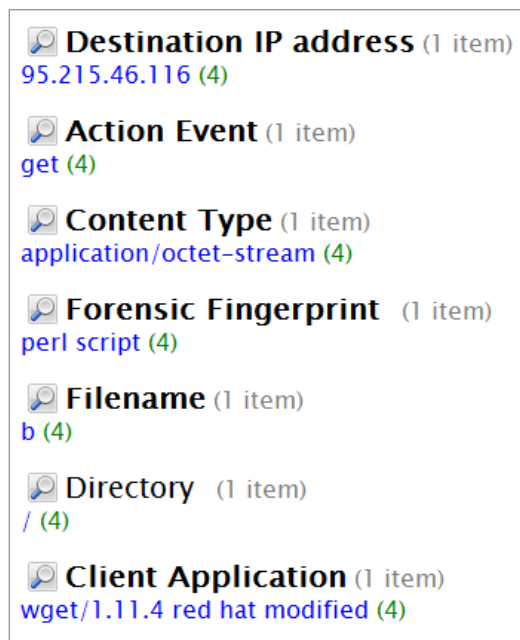 Destination IP address (1 item)
95.215.46.116 (4)
Action Event (1 item)
get (4)
Content Type (1 item)
application/octet-stream (4)
Forensic Fingerprint (1 item)
perl script (4)
Filename (1 item)
b (4)
Directory (1 item)
/ (4)
Client Application (1 item)
wget/1.11.4 red hat modified (4)